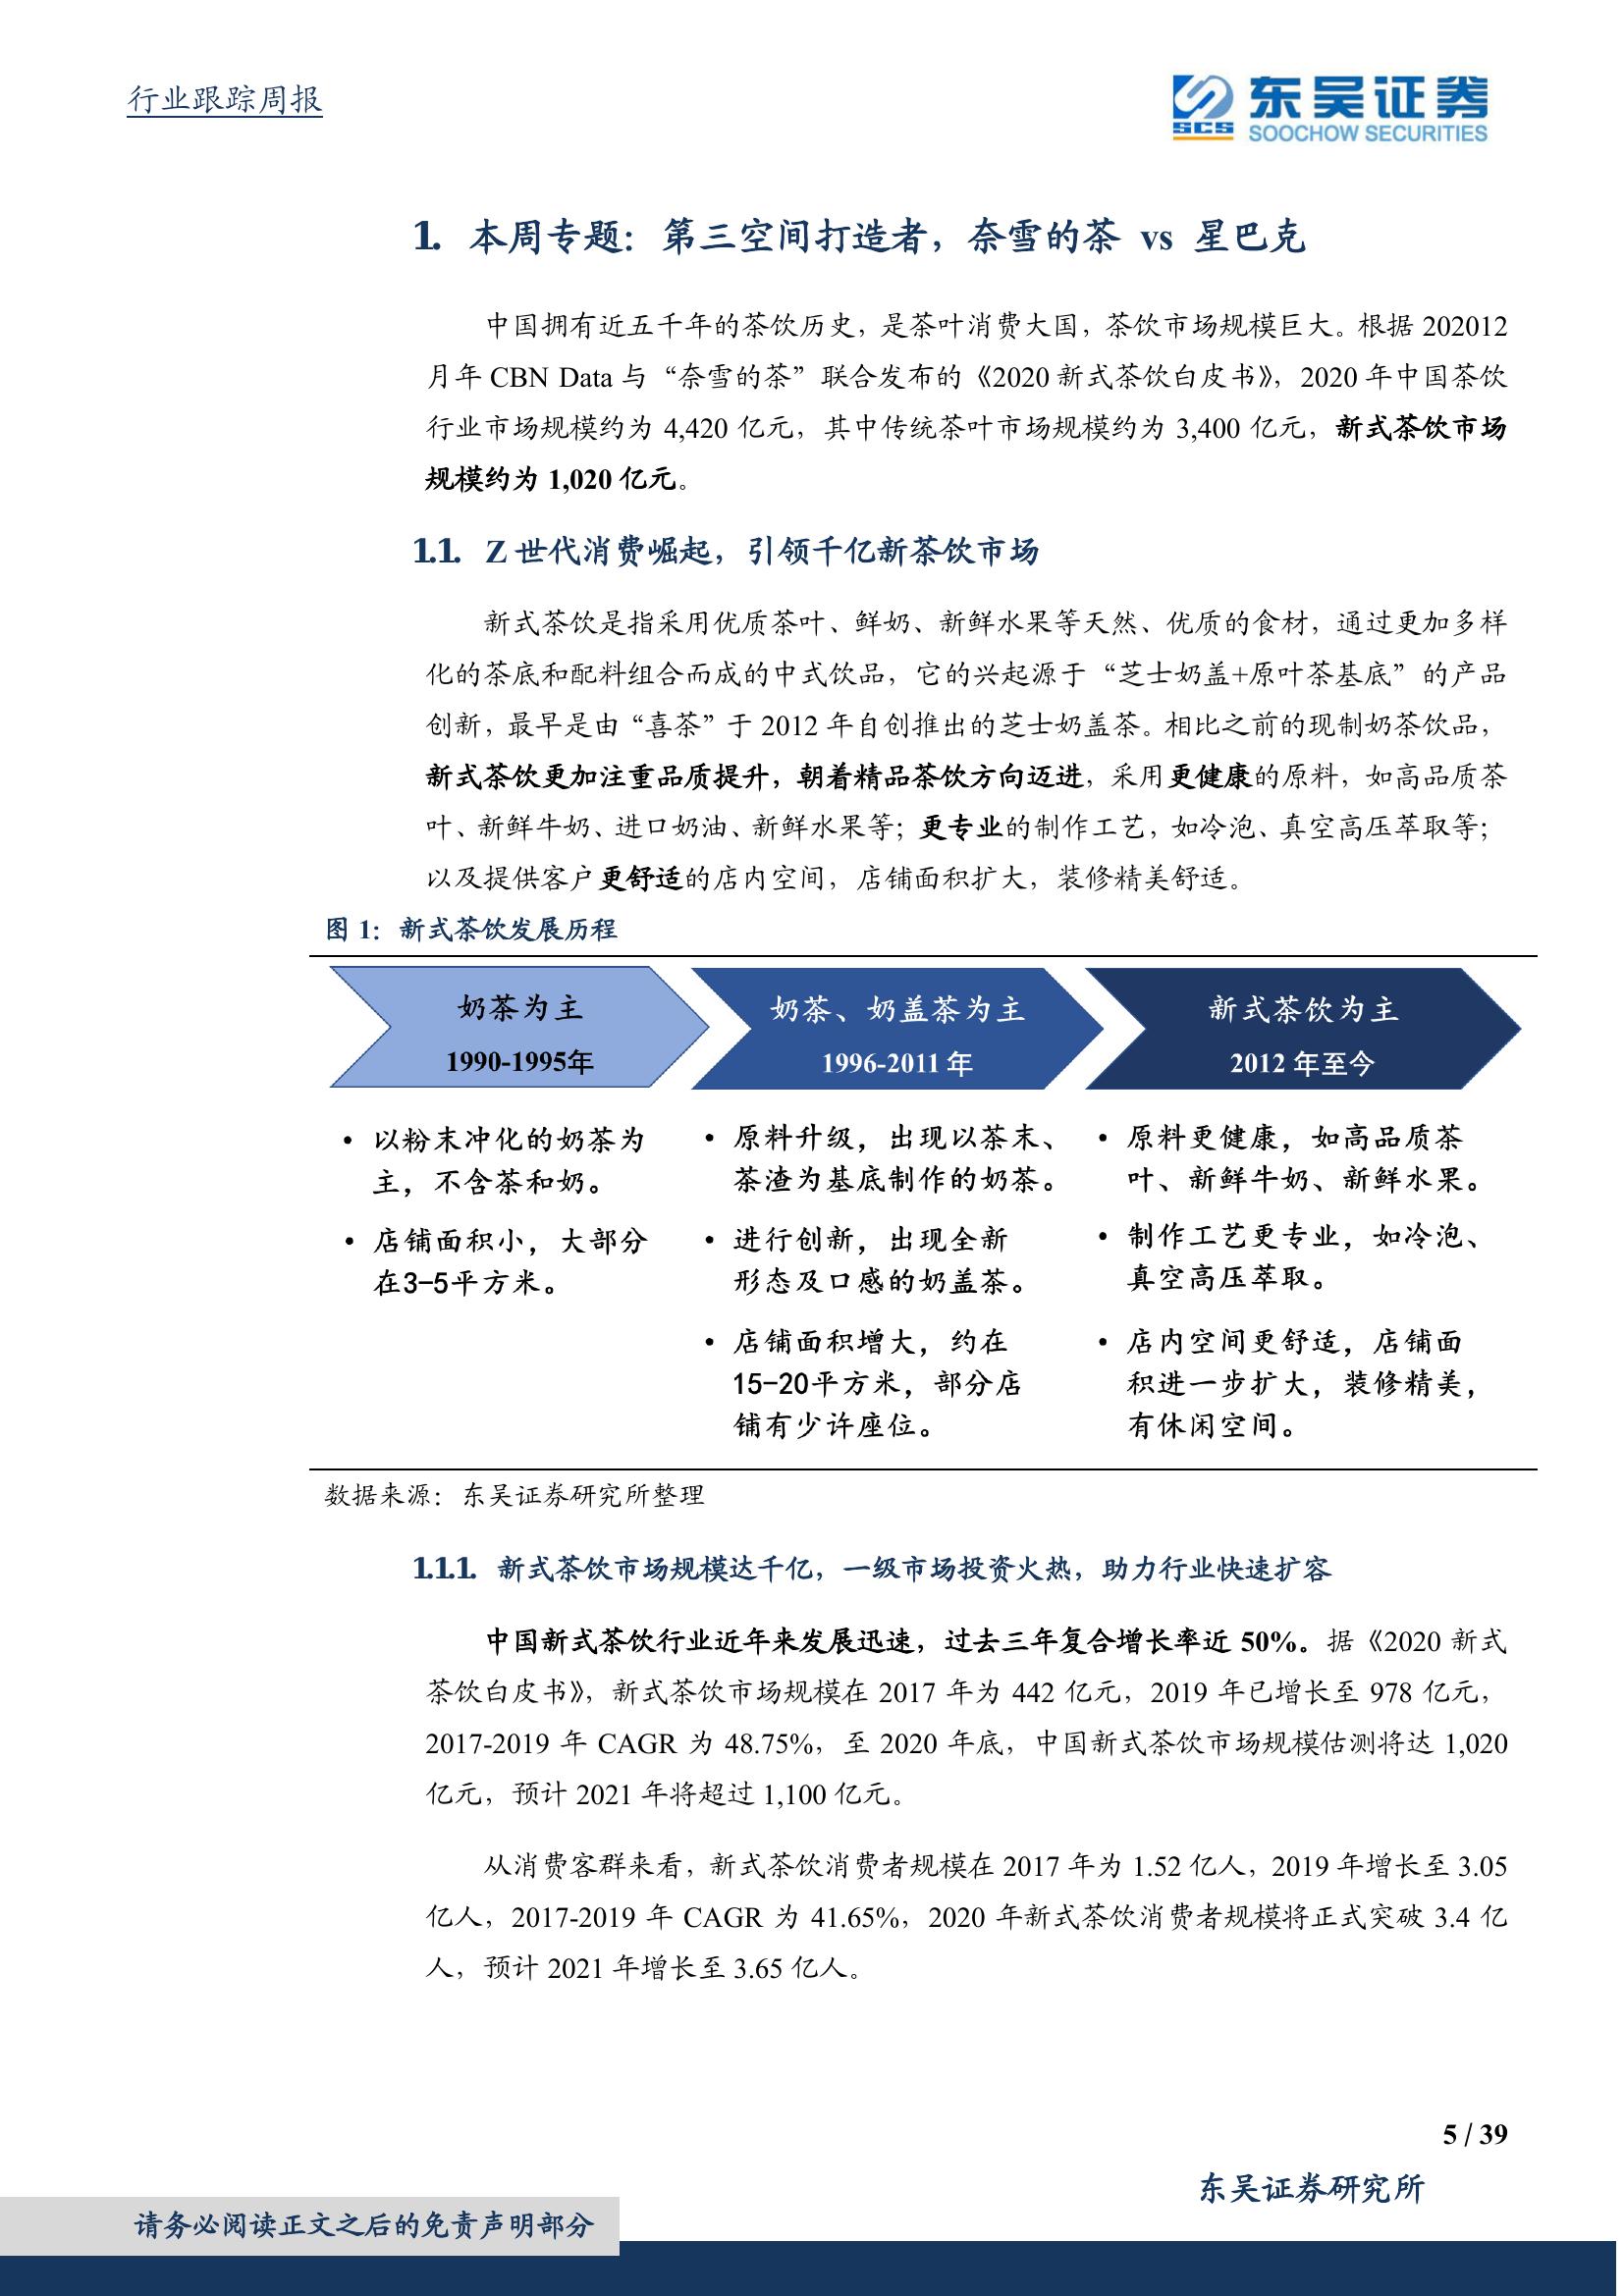 行业跟踪周报
SCS
东吴证券
SOOCHOW SECURITIES
1. 本周专题：第三空间打造者，奈雪的茶 vs 星巴克
中国拥有近五千年的茶饮历史，是茶叶消费大国，茶饮市场规模巨大。根据 202012
月年 CBN Data 与“奈雪的茶”联合发布的《2020 新式茶饮白皮书》，2020 年中国茶饮
行业市场规模约为 4,420 亿元，其中传统茶叶市场规模约为 3,400 亿元，新式茶饮市场
规模约为 1,020 亿元。
1.1. Z 世代消费崛起，引领千亿新茶饮市场
新式茶饮是指采用优质茶叶、鲜奶、新鲜水果等天然、优质的食材，通过更加多样
化的茶底和配料组合而成的中式饮品，它的兴起源于“芝士奶盖+原叶茶基底”的产品
创新，最早是由“喜茶”于 2012 年自创推出的芝士奶盖茶。相比之前的现制奶茶饮品，
新式茶饮更加注重品质提升，朝着精品茶饮方向迈进，采用更健康的原料，如高品质茶
叶、新鲜牛奶、进口奶油、新鲜水果等；更专业的制作工艺，如冷泡、真空高压萃取等；
以及提供客户更舒适的店内空间，店铺面积扩大，装修精美舒适。
图 1：新式茶饮发展历程
奶茶为主
1990-1995年
• 以粉末冲化的奶茶为
主，不含茶和奶。
• 店铺面积小，大部分
在3-5平方米。
奶茶、奶盖茶为主
1996-2011 年
• 原料升级，出现以茶末、
茶渣为基底制作的奶茶。
• 进行创新，出现全新
形态及口感的奶盖茶。
• 店铺面积增大，约在
15-20平方米，部分店
铺有少许座位。
新式茶饮为主
2012 年至今
• 原料更健康，如高品质茶
叶、新鲜牛奶、新鲜水果。
• 制作工艺更专业，如冷泡、
真空高压萃取。
• 店内空间更舒适，店铺面
积进一步扩大，装修精美，
有休闲空间。
数据来源：东吴证券研究所整理
1.1.1. 新式茶饮市场规模达千亿，一级市场投资火热，助力行业快速扩容
中国新式茶饮行业近年来发展迅速，过去三年复合增长率近 50%。据《2020 新式
茶饮白皮书》，新式茶饮市场规模在 2017 年为 442 亿元，2019 年已增长至 978 亿元，
2017-2019 年 CAGR 为 48.75%，至 2020 年底，中国新式茶饮市场规模估测将达 1,020
亿元，预计 2021 年将超过 1,100 亿元。
从消费客群来看，新式茶饮消费者规模在 2017 年为 1.52 亿人，2019 年增长至 3.05
亿人，2017-2019 年 CAGR 为 41.65%，2020 年新式茶饮消费者规模将正式突破 3.4 亿
人，预计 2021 年增长至 3.65 亿人。
5 / 39
东吴证券研究所
请务必阅读正文之后的免责声明部分